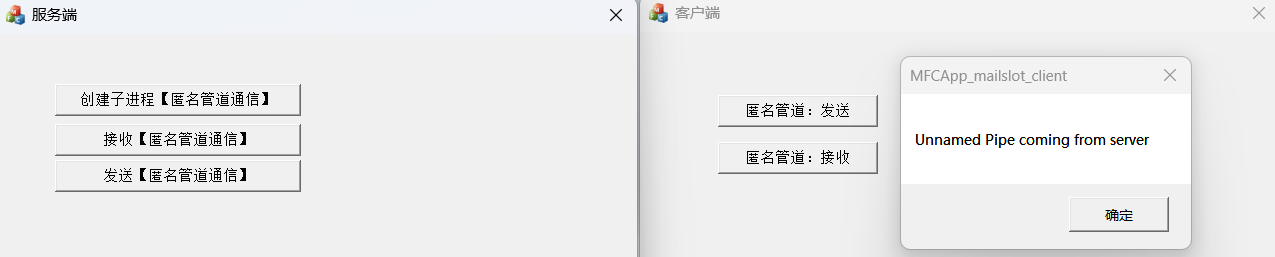 服务端
创建子进程【匿名管道通信】
接收【匿名管道通信】
发送【匿名管道通信】
客户端
匿名管道：发送
匿名管道：接收
MFCApp_mailslot_client
Unnamed Pipe coming from server
确定